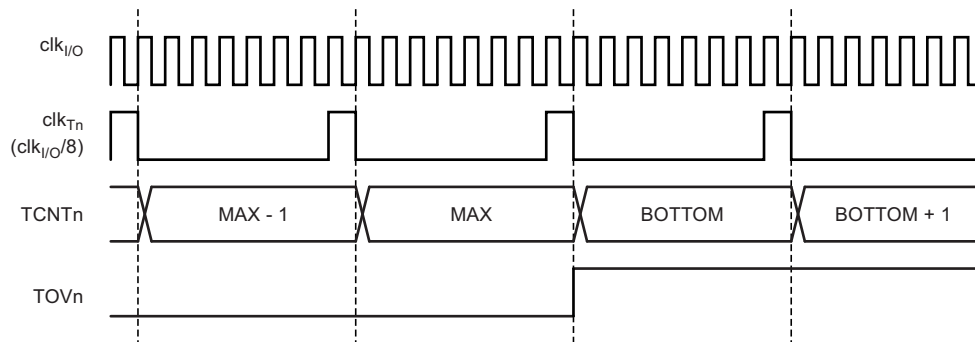 clkI/O
clkTn
(clkI/O/8)
TCNTn MAX - 1 MAX BOTTOM BOTTOM + 1
TOVn